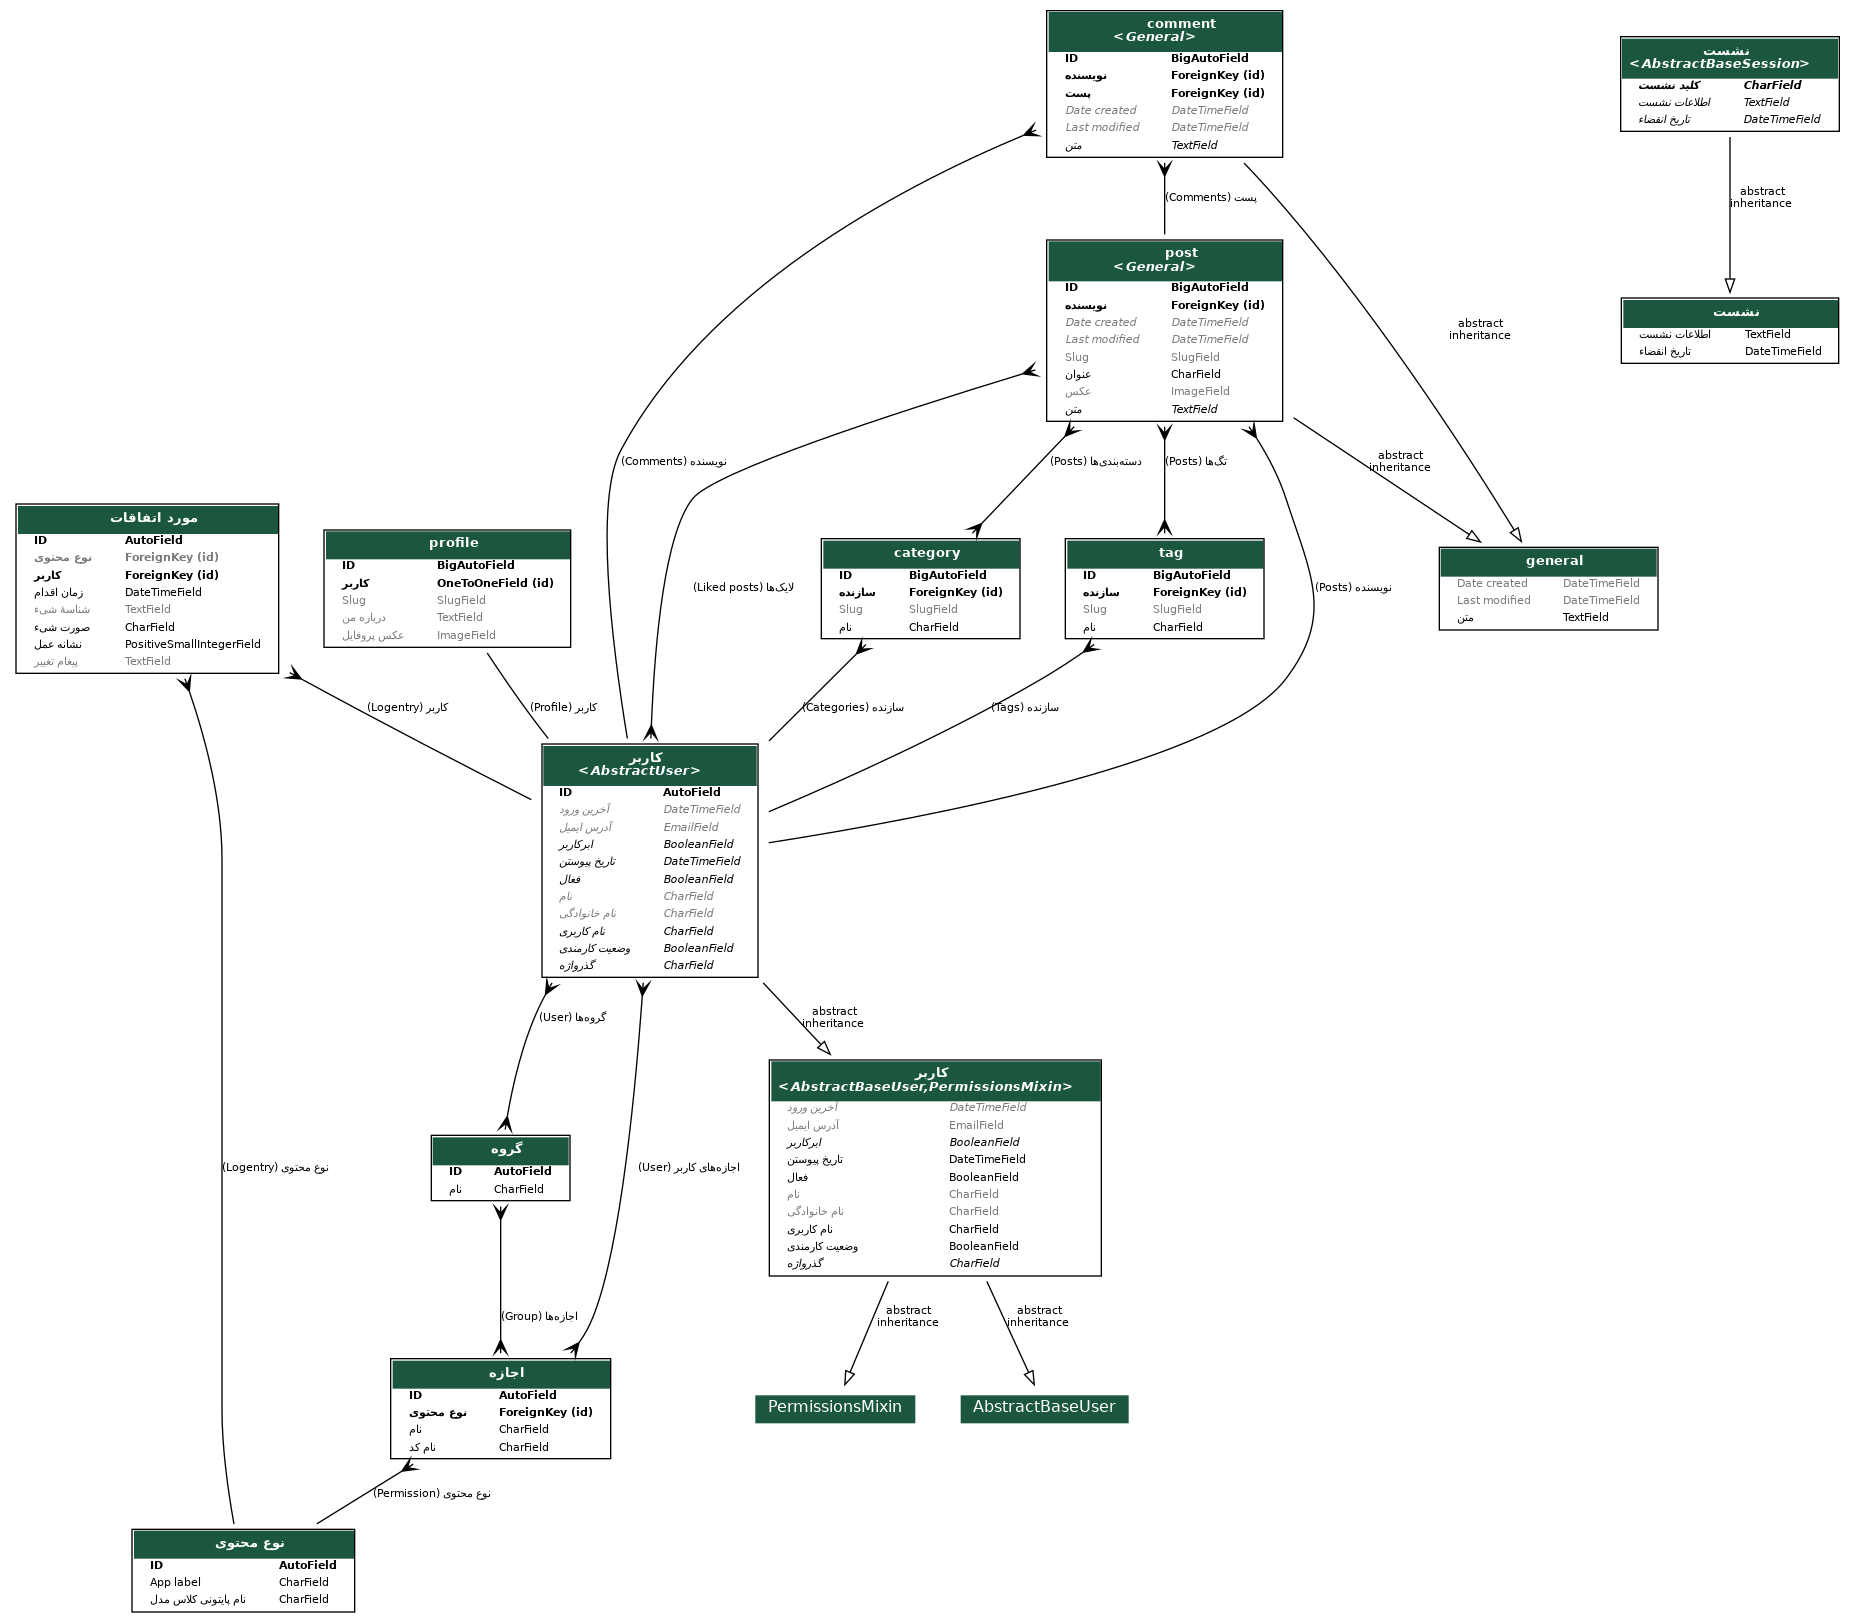 comment
<General>
ID BigAutoField
نویسنده ForeignKey (id)
پست ForeignKey (id)
Date created DateTimeField
Last modified DateTimeField
متن TextField
نشست
<AbstractBaseSession>
کلید نشست CharField
اطلاعات نشست TextField
تاریخ انقضاء DateTimeField
پست (Comments)
abstract
inheritance
post
<General>
ID BigAutoField
نویسنده ForeignKey (id)
Date created DateTimeField
Last modified DateTimeField
Slug SlugField
عنوان CharField
عکس ImageField
متن TextField
نشست
اطلاعات نشست TextField
تاریخ انقضاء DateTimeField
abstract
inheritance
نویسنده (Comments)
دسته‌بندی‌ها (Posts)
تگ‌ها (Posts)
abstract
inheritance
مورد اتفاقات
ID AutoField
نوع محتوی ForeignKey (id)
کاربر ForeignKey (id)
زمان اقدام DateTimeField
شناسهٔ شیء TextField
صورت شیء CharField
نشانه عمل PositiveSmallIntegerField
پیغام تغییر TextField
profile
ID BigAutoField
کاربر OneToOneField (id)
Slug SlugField
درباره من TextField
عکس پروفایل ImageField
لایک‌ها (Liked posts)
category
ID BigAutoField
سازنده ForeignKey (id)
Slug SlugField
نام CharField
tag
ID BigAutoField
سازنده ForeignKey (id)
Slug SlugField
نام CharField
نویسنده (Posts)
general
Date created DateTimeField
Last modified DateTimeField
متن TextField
کاربر (Logentry)
کاربر (Profile)
سازنده (Categories)
سازنده (Tags)
کاربر
<AbstractUser>
ID AutoField
آخرین ورود DateTimeField
آدرس ایمیل EmailField
ابرکاربر BooleanField
تاریخ پیوستن DateTimeField
فعال BooleanField
نام CharField
نام خانوادگی CharField
نام کاربری CharField
وضعیت کارمندی BooleanField
گذرواژه CharField
گروه‌ها (User)
abstract
inheritance
کاربر
<AbstractBaseUser,PermissionsMixin>
آخرین ورود DateTimeField
آدرس ایمیل EmailField
ابرکاربر BooleanField
تاریخ پیوستن DateTimeField
فعال BooleanField
نام CharField
نام خانوادگی CharField
نام کاربری CharField
وضعیت کارمندی BooleanField
گذرواژه CharField
گروه
ID AutoField
نام CharField
نوع محتوی (Logentry)
اجازه‌های کاربر (User)
اجازه‌ها (Group)
abstract
inheritance
abstract
inheritance
اجازه
ID AutoField
نوع محتوی ForeignKey (id)
نام CharField
نام کد CharField
PermissionsMixin
AbstractBaseUser
نوع محتوی (Permission)
نوع محتوی
ID AutoField
App label CharField
نام پایتونی کلاس مدل CharField